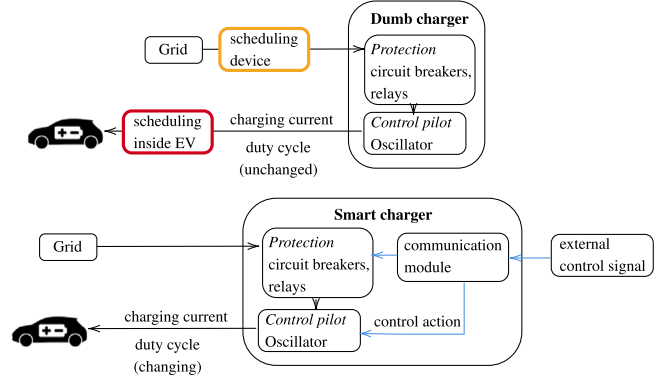 Dumb charger
Grid
scheduling
device
Protection
circuit breakers,
relays
scheduling
inside EV
charging current
duty cycle
(unchanged)
Control pilot
Oscillator
Smart charger
Grid
Protection
circuit breakers,
relays
communication
module
external
control signal
charging current
duty cycle
(changing)
Control pilot
Oscillator
control action